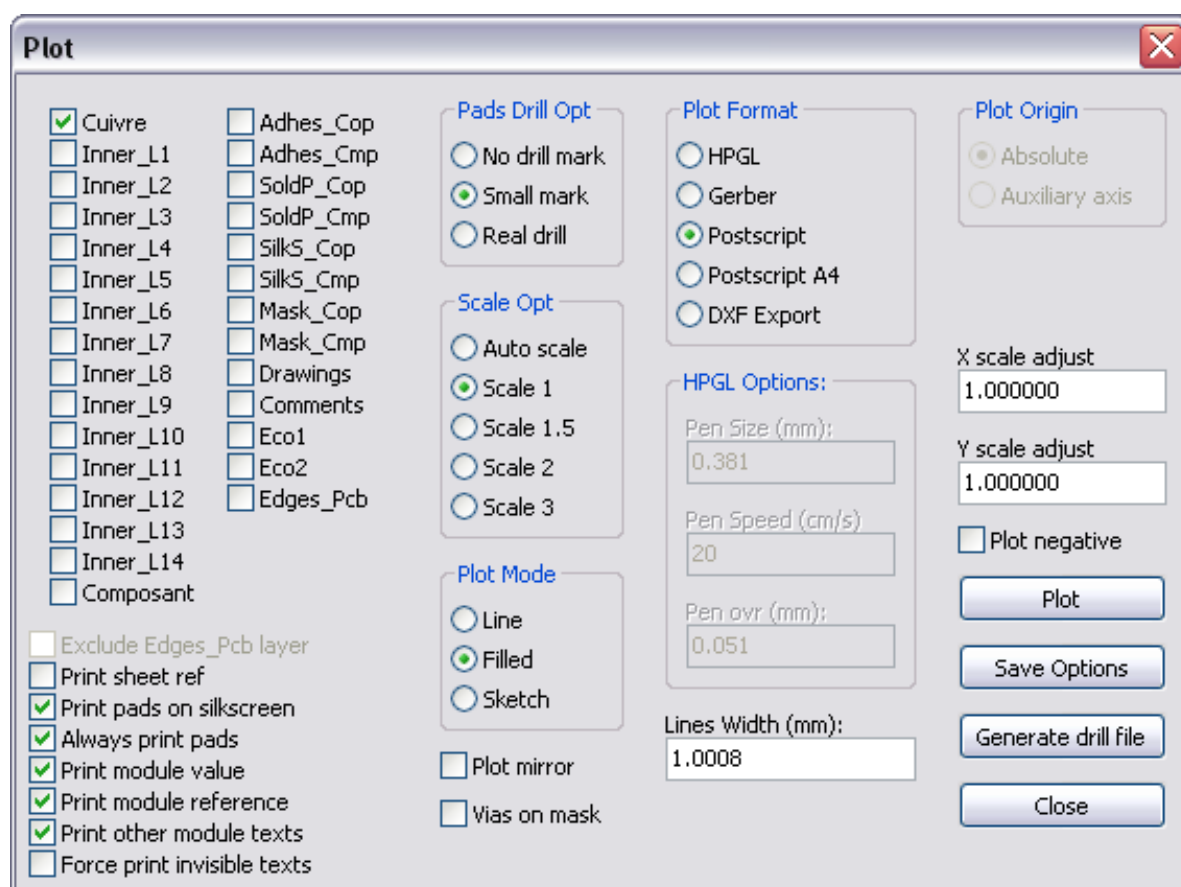 Plot
Cuivre
Inner_L1
Inner_L2
Inner_L3
Inner_L4
Inner_L5
Inner_L6
Inner_L7
Inner_L8
Inner_L9
Inner_L10
Inner_L11
Inner_L12
Inner_L13
Inner_L14
Composant
Adhes_Cop
Adhes_Cmp
SoldP_Cop
SoldP_Cmp
SilkS_Cop
SilkS_Cmp
Mask_Cop
Mask_Cmp
Drawings
Comments
Eco1
Eco2
Edges_Pcb
Exclude Edges_Pcb layer
Print sheet ref
Print pads on silkscreen
Always print pads
Print module value
Print module reference
Print other module texts
Force print invisible texts
Pads Drill Opt
No drill mark
Small mark
Real drill
Scale Opt
Auto scale
Scale 1
Scale 1.5
Scale 2
Scale 3
Plot Mode
Line
Filled
Sketch
Plot mirror
Vias on mask
Plot Format
HPGL
Gerber
Postscript
Postscript A4
DXF Export
HPGL Options:
Pen Size (mm):
0.381
Pen Speed (cm/s)
20
Pen ovr (mm):
0.051
Lines Width (mm):
1.0008
Plot Origin
Absolute
Auxiliary axis
X scale adjust
1.000000
Y scale adjust
1.000000
Plot negative
Plot
Save Options
Generate drill file
Close